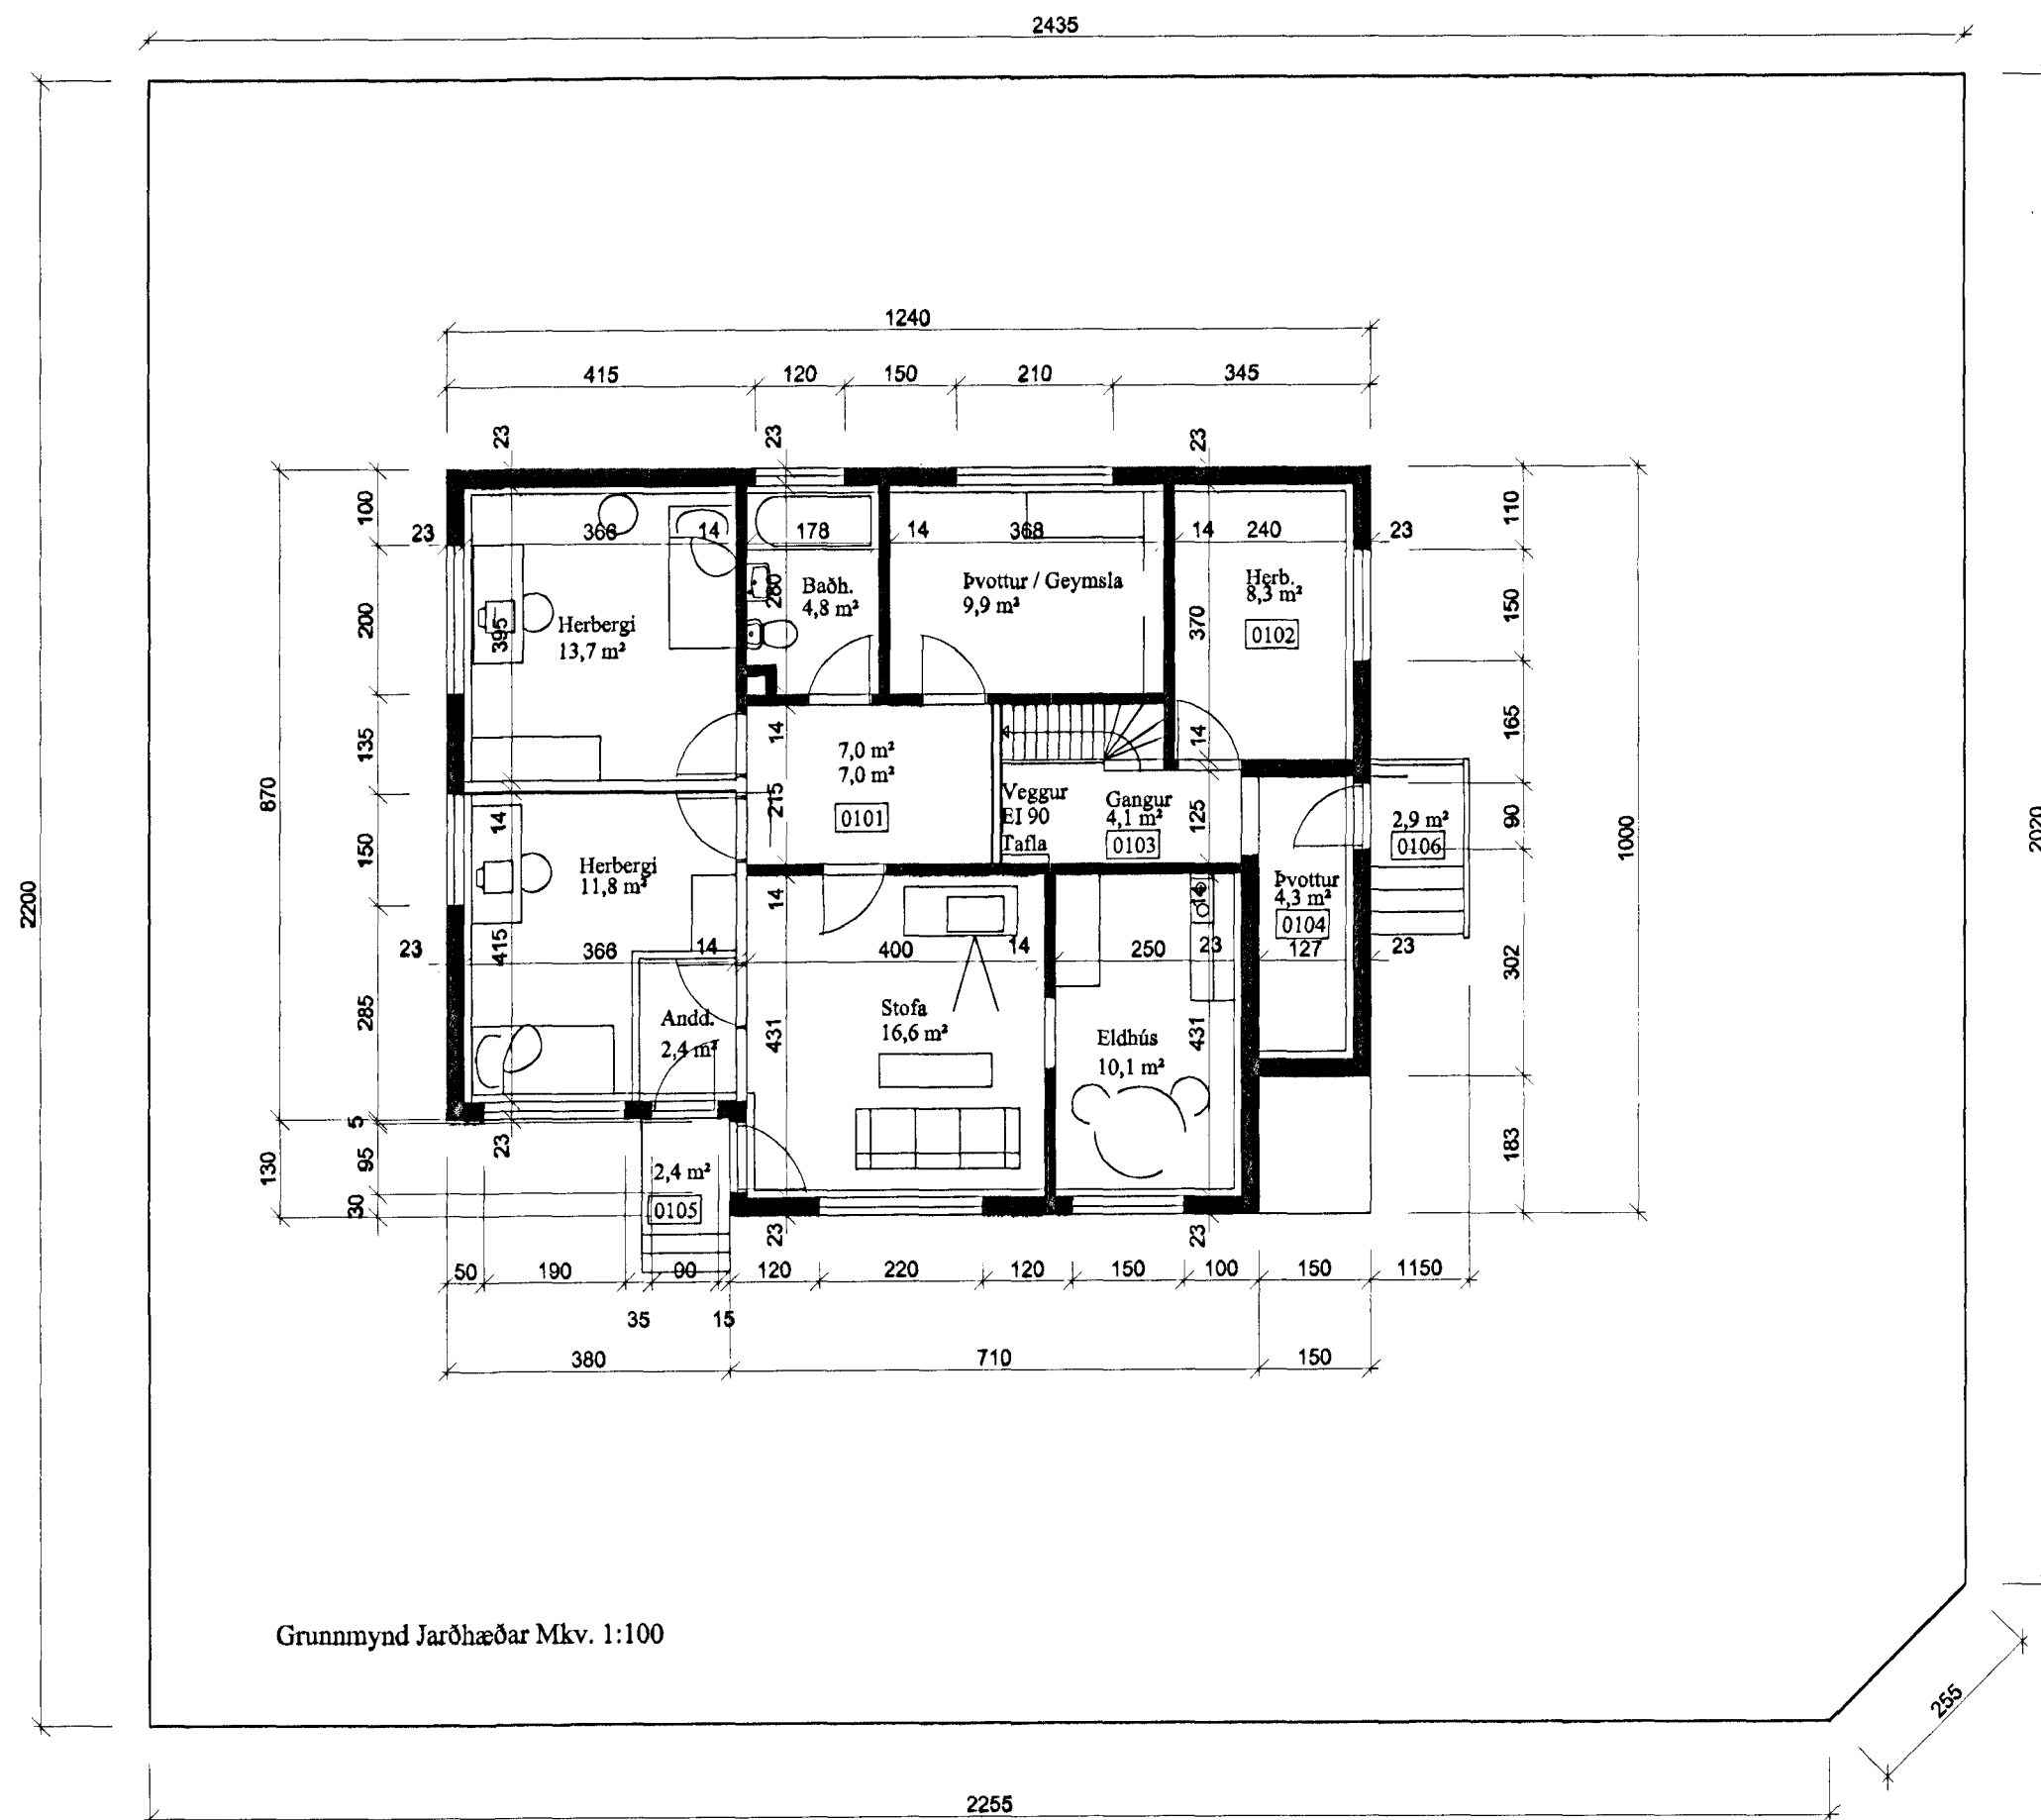 2435
1240
415 120 150 210 345
23 23 23
100 110
23 366 14 178 14 368 14 240 23
Herbergi
13,7 m²
395
280
Baðh.
4,8 m²
Þvottur / Geymsla
9,9 m²
370
Herb.
8,3 m²
0102
200 150
135 165
14 14
7,0 m²
7,0 m²
215
0101
Veggur
EI 90
Tafla
Gangur
4,1 m²
0103
125
2,9 m²
0106
870 1000 2020
90
150
14
Herbergi
11,8 m²
14 14
Þvottur
4,3 m²
0104
2200
23 415 366 14 400 14 250 23 127 23
302
285
Andd.
2,4 m²
431
Stofa
16,6 m²
Eldhús
10,1 m²
431
5
23
130 95 183
2,4 m²
0105
30
23 23
50 190 90 120 220 120 150 100 150 1150
35 15
380 710 150
Grunnmynd Jarðhæðar Mkv. 1:100
255
2255